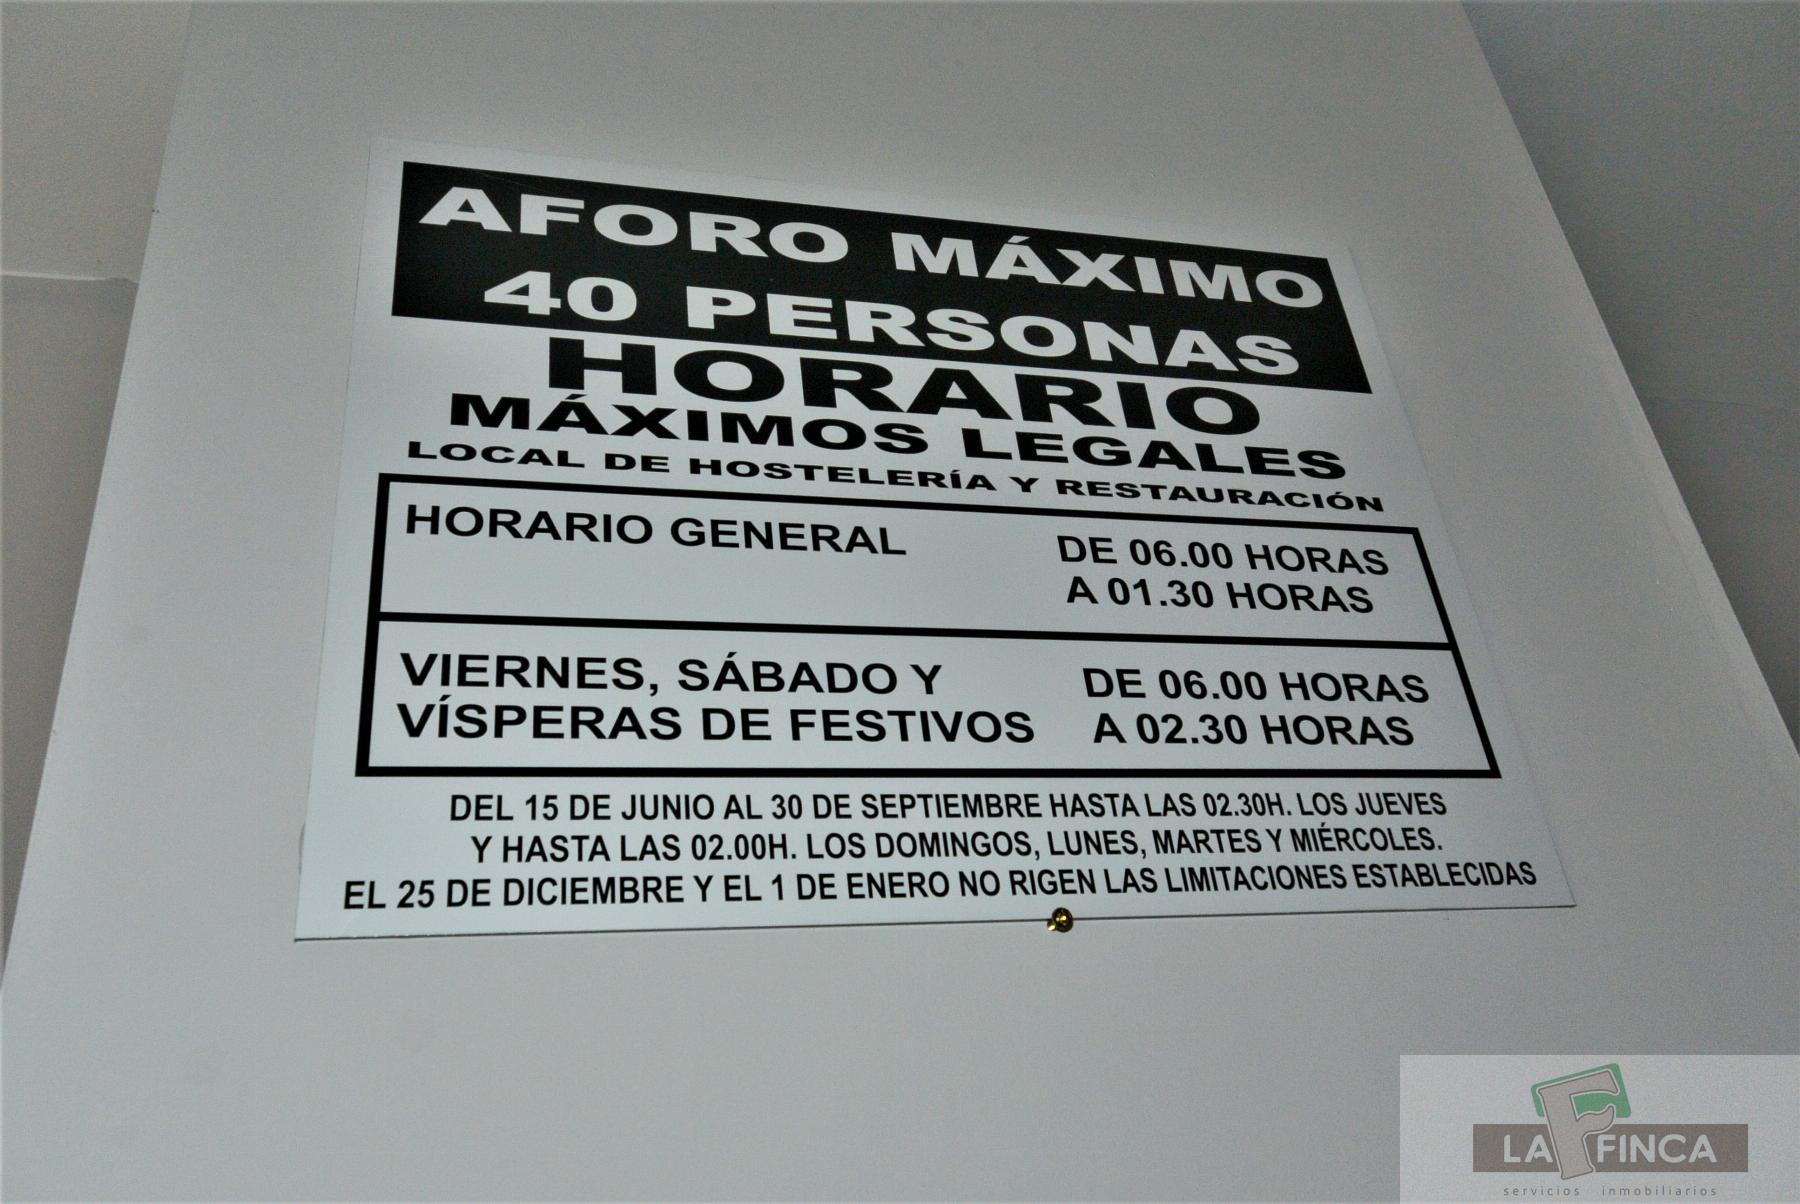 AFORO MÁXIMO
40 PERSONAS
HORARIO
MÁXIMOS LEGALES
LOCAL DE HOSTELERÍA Y RESTAURACIÓN
HORARIO GENERAL
DE 06.00 HORAS
A 01.30 HORAS
VIERNES, SÁBADO Y
VÍSPERAS DE FESTIVOS
DE 06.00 HORAS
A 02.30 HORAS
DEL 15 DE JUNIO AL 30 DE SEPTIEMBRE HASTA LAS 02.30H. LOS JUEVES
Y HASTA LAS 02.00H. LOS DOMINGOS, LUNES, MARTES Y MIÉRCOLES.
EL 25 DE DICIEMBRE Y EL 1 DE ENERO NO RIGEN LAS LIMITACIONES ESTABLECIDAS
F
LA FINCA
servicios inmobiliarios